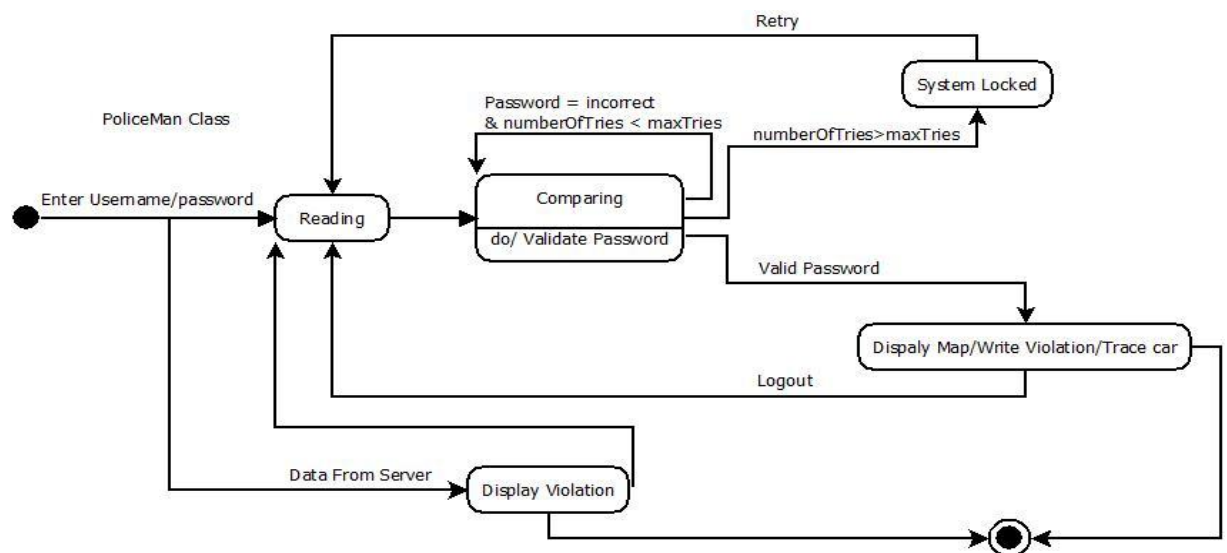 Retry
System Locked
Password = incorrect
& numberOfTries < maxTries
PoliceMan Class
numberOfTries>maxTries
Enter Username/password
Comparing
Reading
do/ Validate Password
Valid Password
Dispaly Map/Write Violation/Trace car
Logout
Data From Server
Display Violation